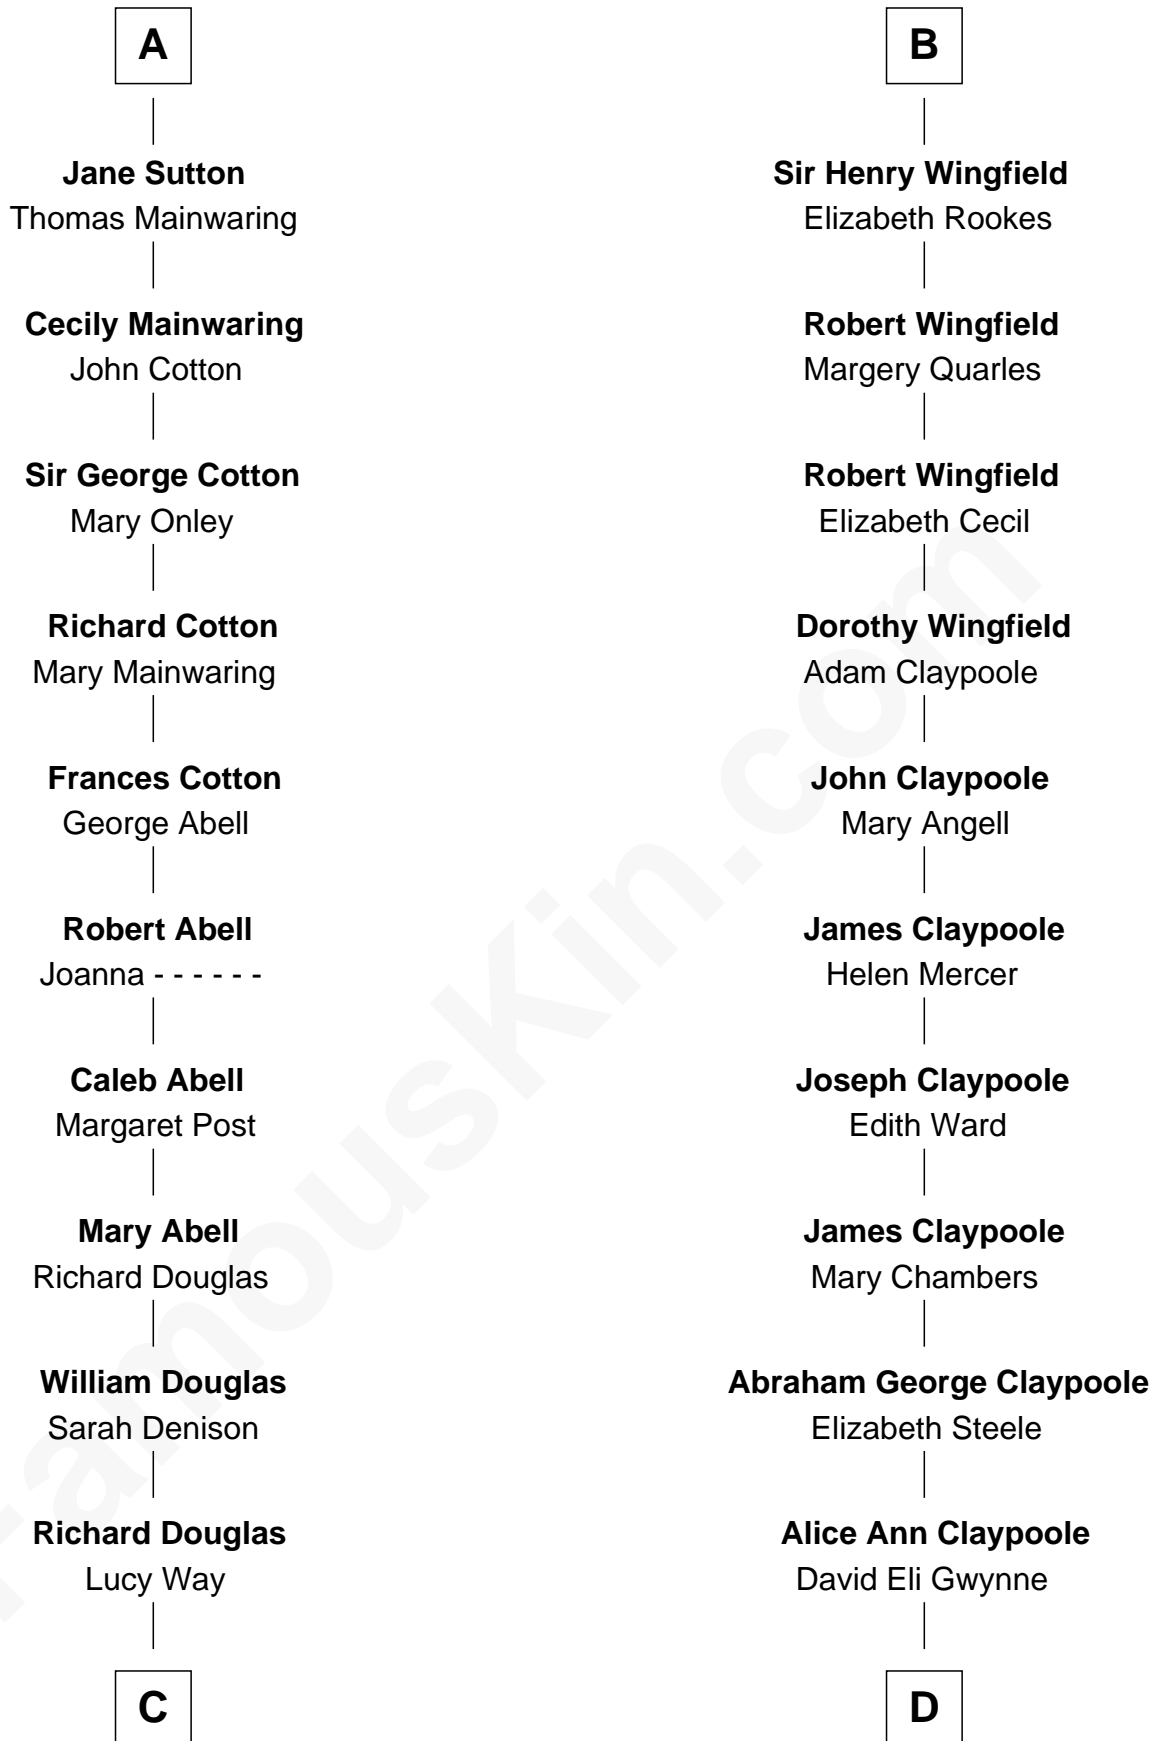 A
Jane Sutton
Thomas Mainwaring
Cecily Mainwaring
John Cotton
Sir George Cotton
Mary Onley
Richard Cotton
Mary Mainwaring
Frances Cotton
George Abell
Robert Abell
Joanna - - - - - -
Caleb Abell
Margaret Post
Mary Abell
Richard Douglas
William Douglas
Sarah Denison
Richard Douglas
Lucy Way
C
B
Sir Henry Wingfield
Elizabeth Rookes
Robert Wingfield
Margery Quarles
Robert Wingfield
Elizabeth Cecil
Dorothy Wingfield
Adam Claypoole
John Claypoole
Mary Angell
James Claypoole
Helen Mercer
Joseph Claypoole
Edith Ward
James Claypoole
Mary Chambers
Abraham George Claypoole
Elizabeth Steele
Alice Ann Claypoole
David Eli Gwynne
D
FamousKin.com